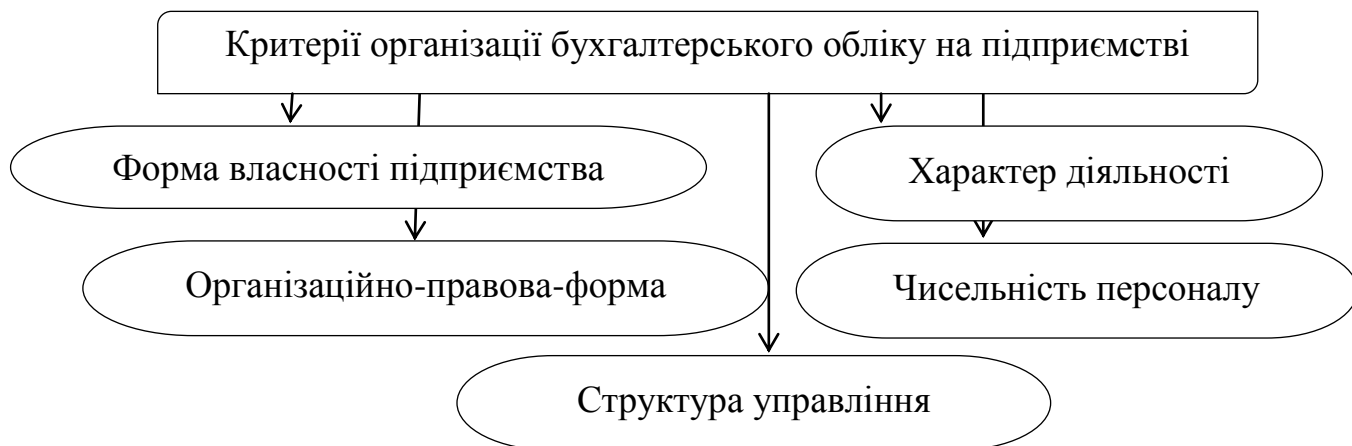 Критерії організації бухгалтерського обліку на підприємстві
Форма власності підприємства
Характер діяльності
Організаційно-правова-форма
Чисельність персоналу
Структура управління